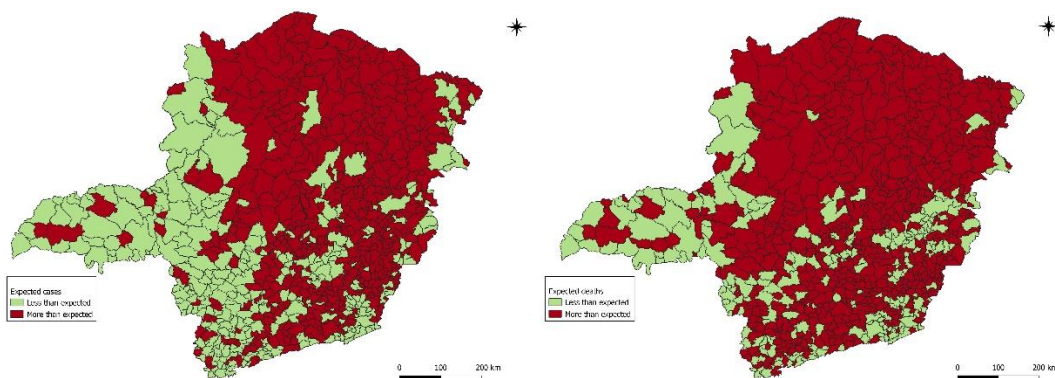 Expected cases
Less than expected
More than expected
0 100 200 km
Expected deaths
Less than expected
More than expected
0 100 200 km